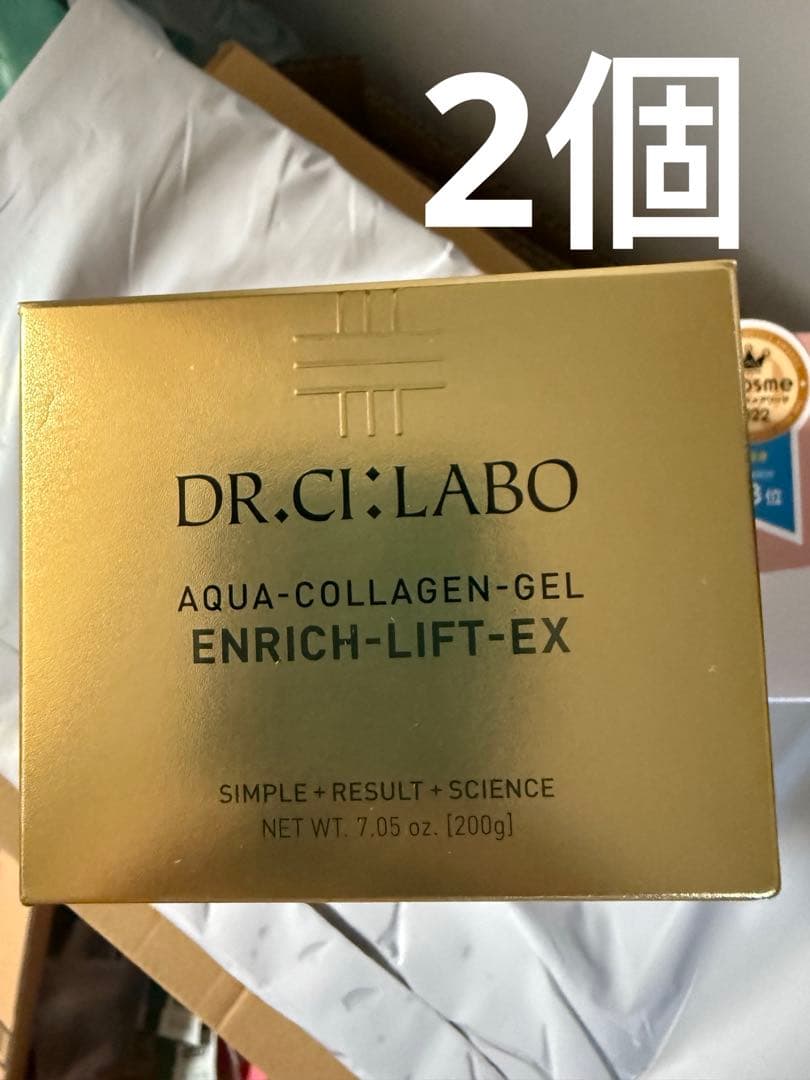 2個
DR.CI:LABO
AQUA-COLLAGEN-GEL
ENRICH-LIFT-EX
SIMPLE+RESULT+SCIENCE
NET WT. 7.05 oz. [200g]